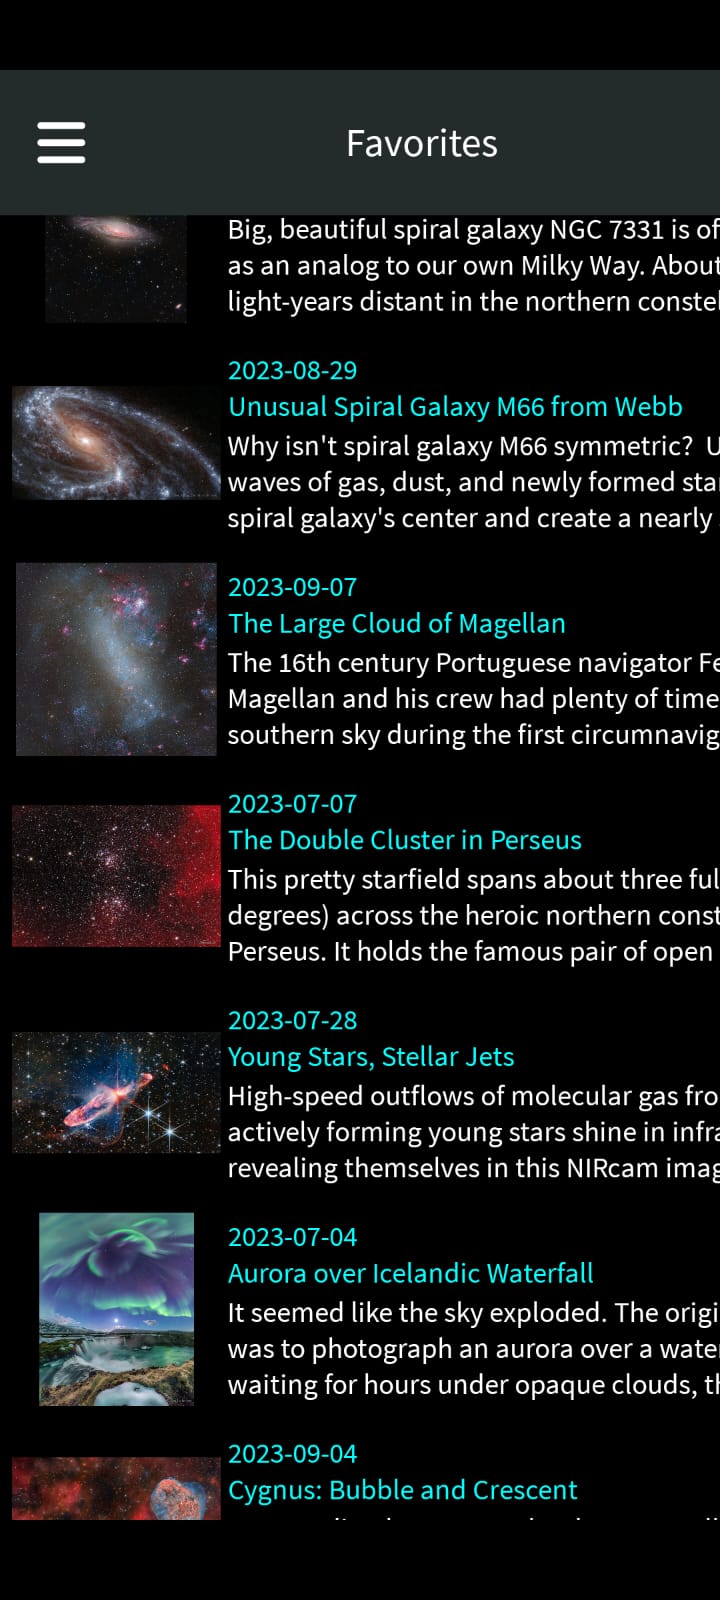 Favorites
Big, beautiful spiral galaxy NGC 7331 is of
as an analog to our own Milky Way. About
light-years distant in the northern constel
2023-08-29
Unusual Spiral Galaxy M66 from Webb
Why isn't spiral galaxy M66 symmetric? U
waves of gas, dust, and newly formed star
spiral galaxy's center and create a nearly
2023-09-07
The Large Cloud of Magellan
The 16th century Portuguese navigator Fe
Magellan and his crew had plenty of time
southern sky during the first circumnavig
2023-07-07
The Double Cluster in Perseus
This pretty starfield spans about three ful
degrees) across the heroic northern const
Perseus. It holds the famous pair of open
2023-07-28
Young Stars, Stellar Jets
High-speed outflows of molecular gas fro
actively forming young stars shine in infra
revealing themselves in this NIRcam imag
2023-07-04
Aurora over Icelandic Waterfall
It seemed like the sky exploded. The origi
was to photograph an aurora over a water
waiting for hours under opaque clouds, th
2023-09-04
Cygnus: Bubble and Crescent